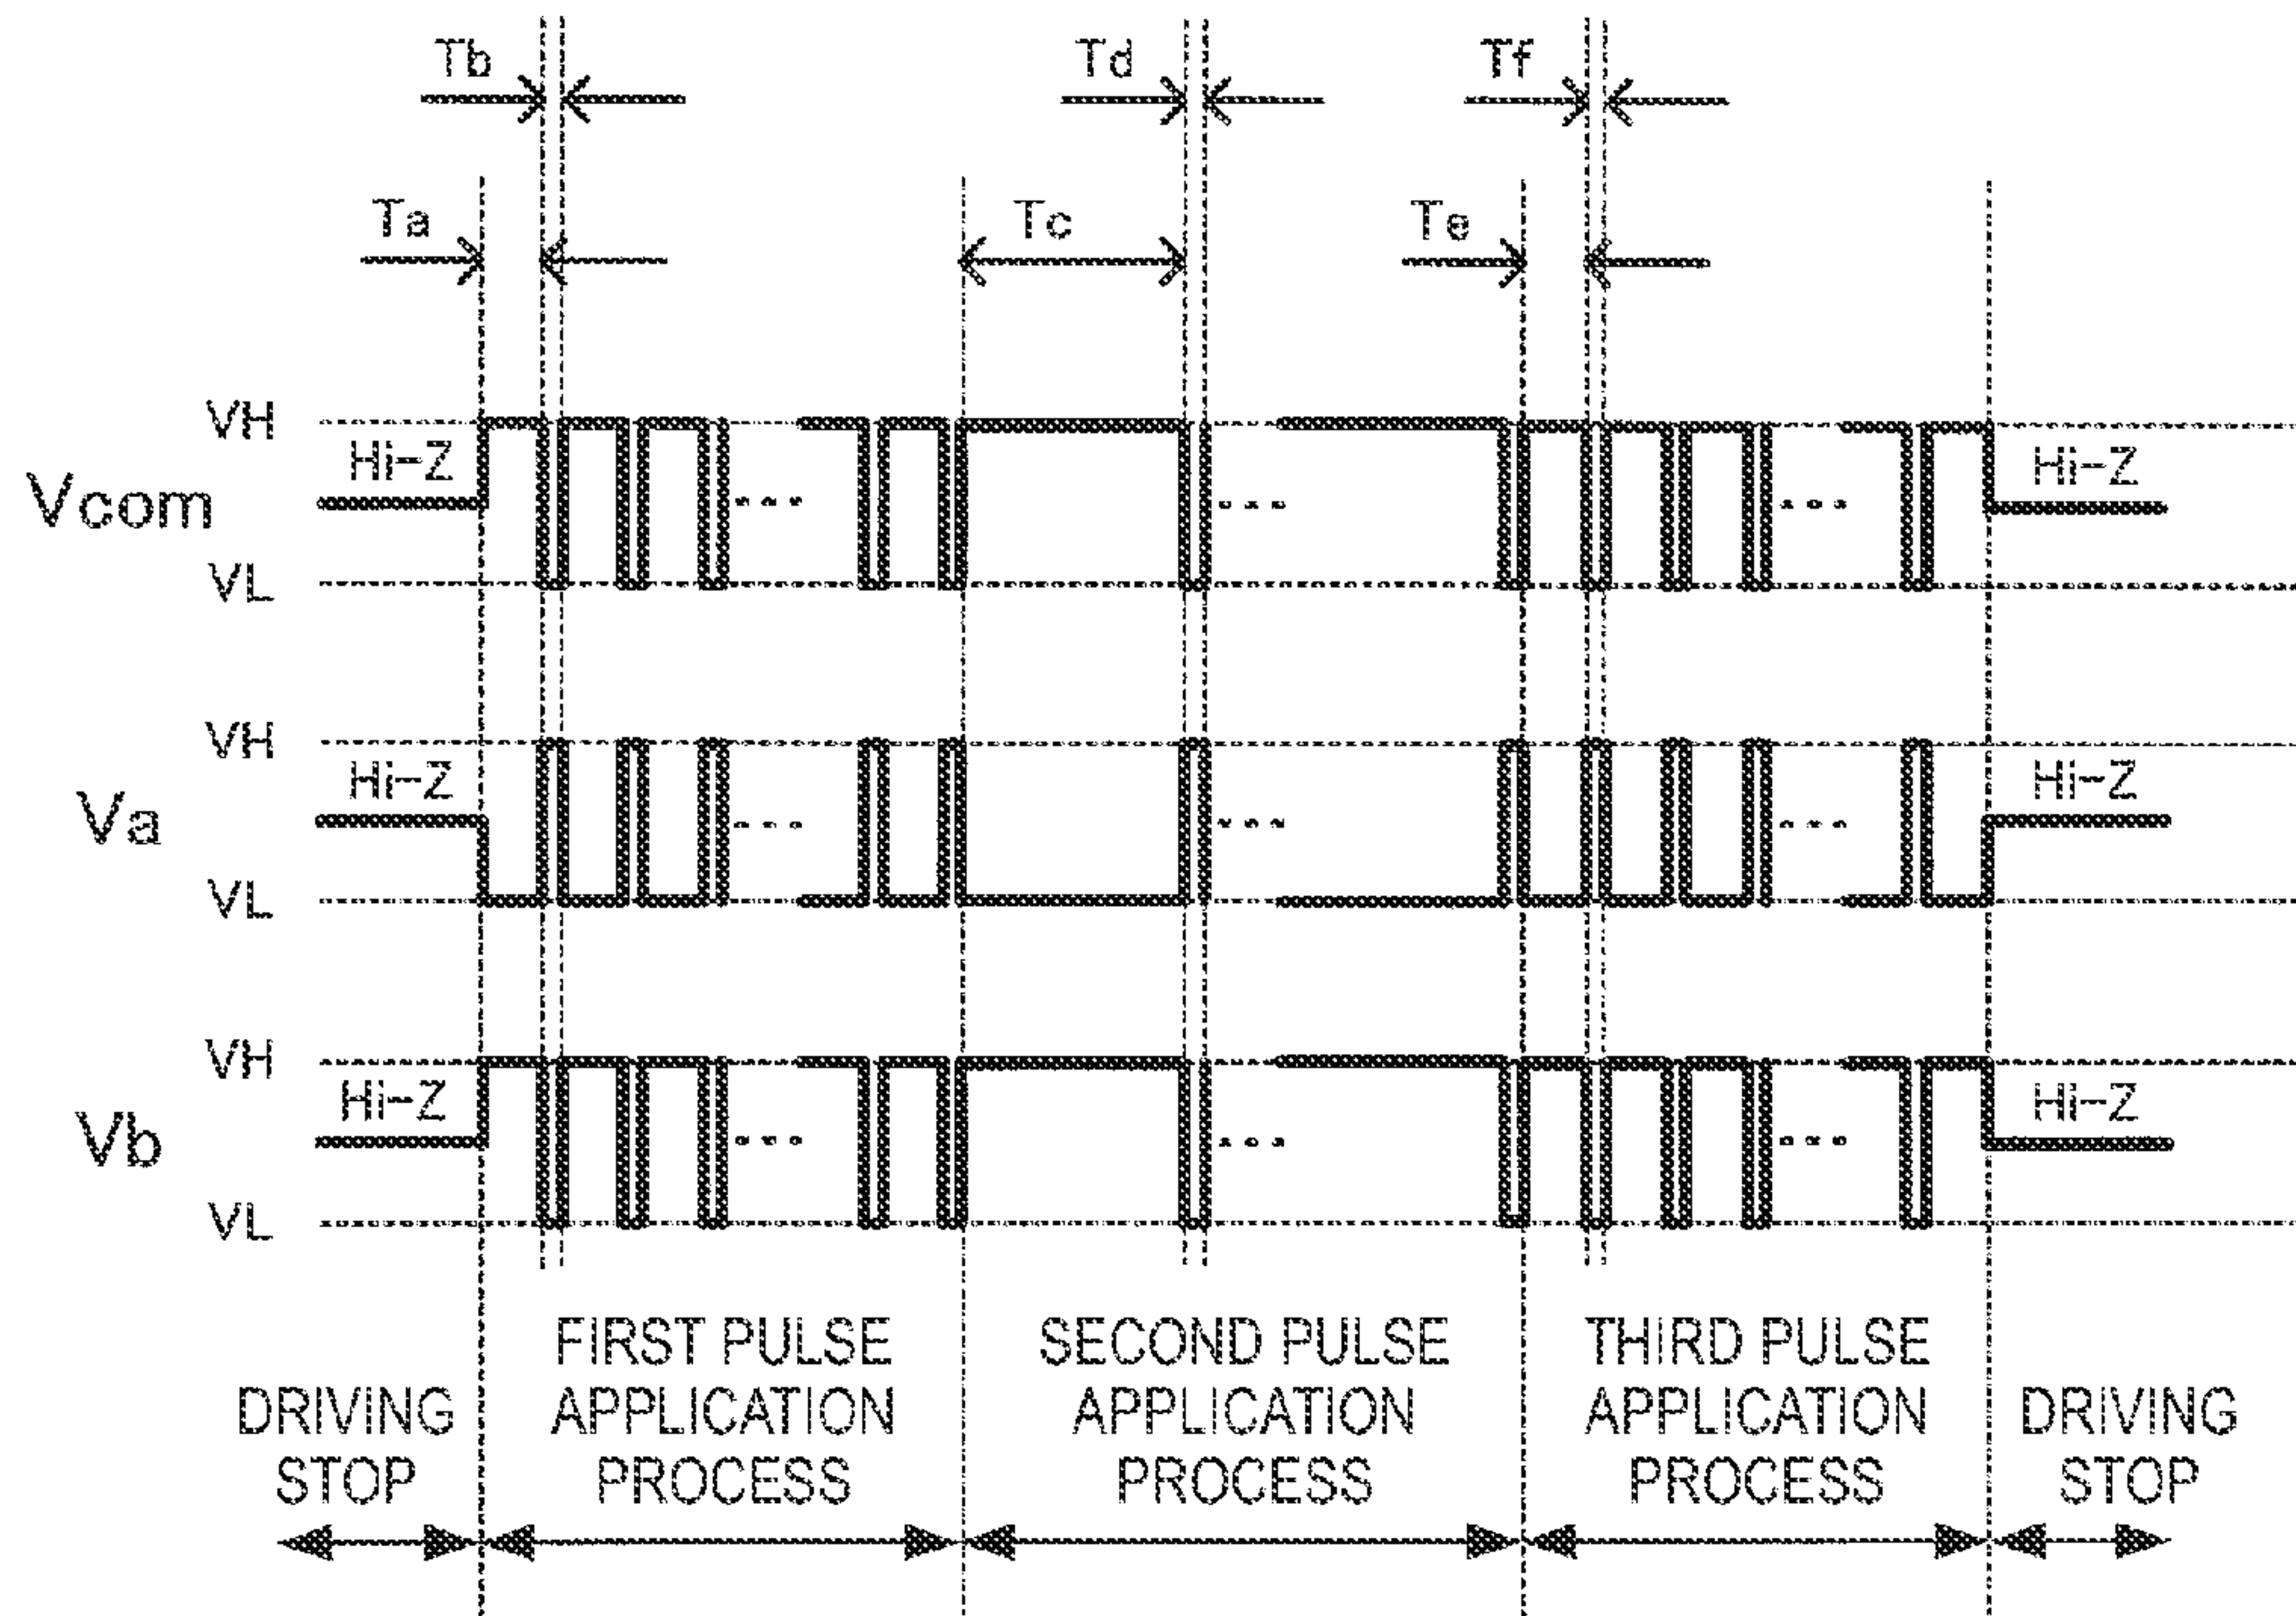 Tb Td Tf
Ta Tc Te
VH
Hi-Z Hi-Z
Vcom
VL
VH
Hi-Z Hi-Z
Va
VL
VH
Hi-Z Hi-Z
Vb
VL
FIRST PULSE SECOND PULSE THIRD PULSE
DRIVING APPLICATION APPLICATION APPLICATION DRIVING
STOP PROCESS PROCESS PROCESS STOP